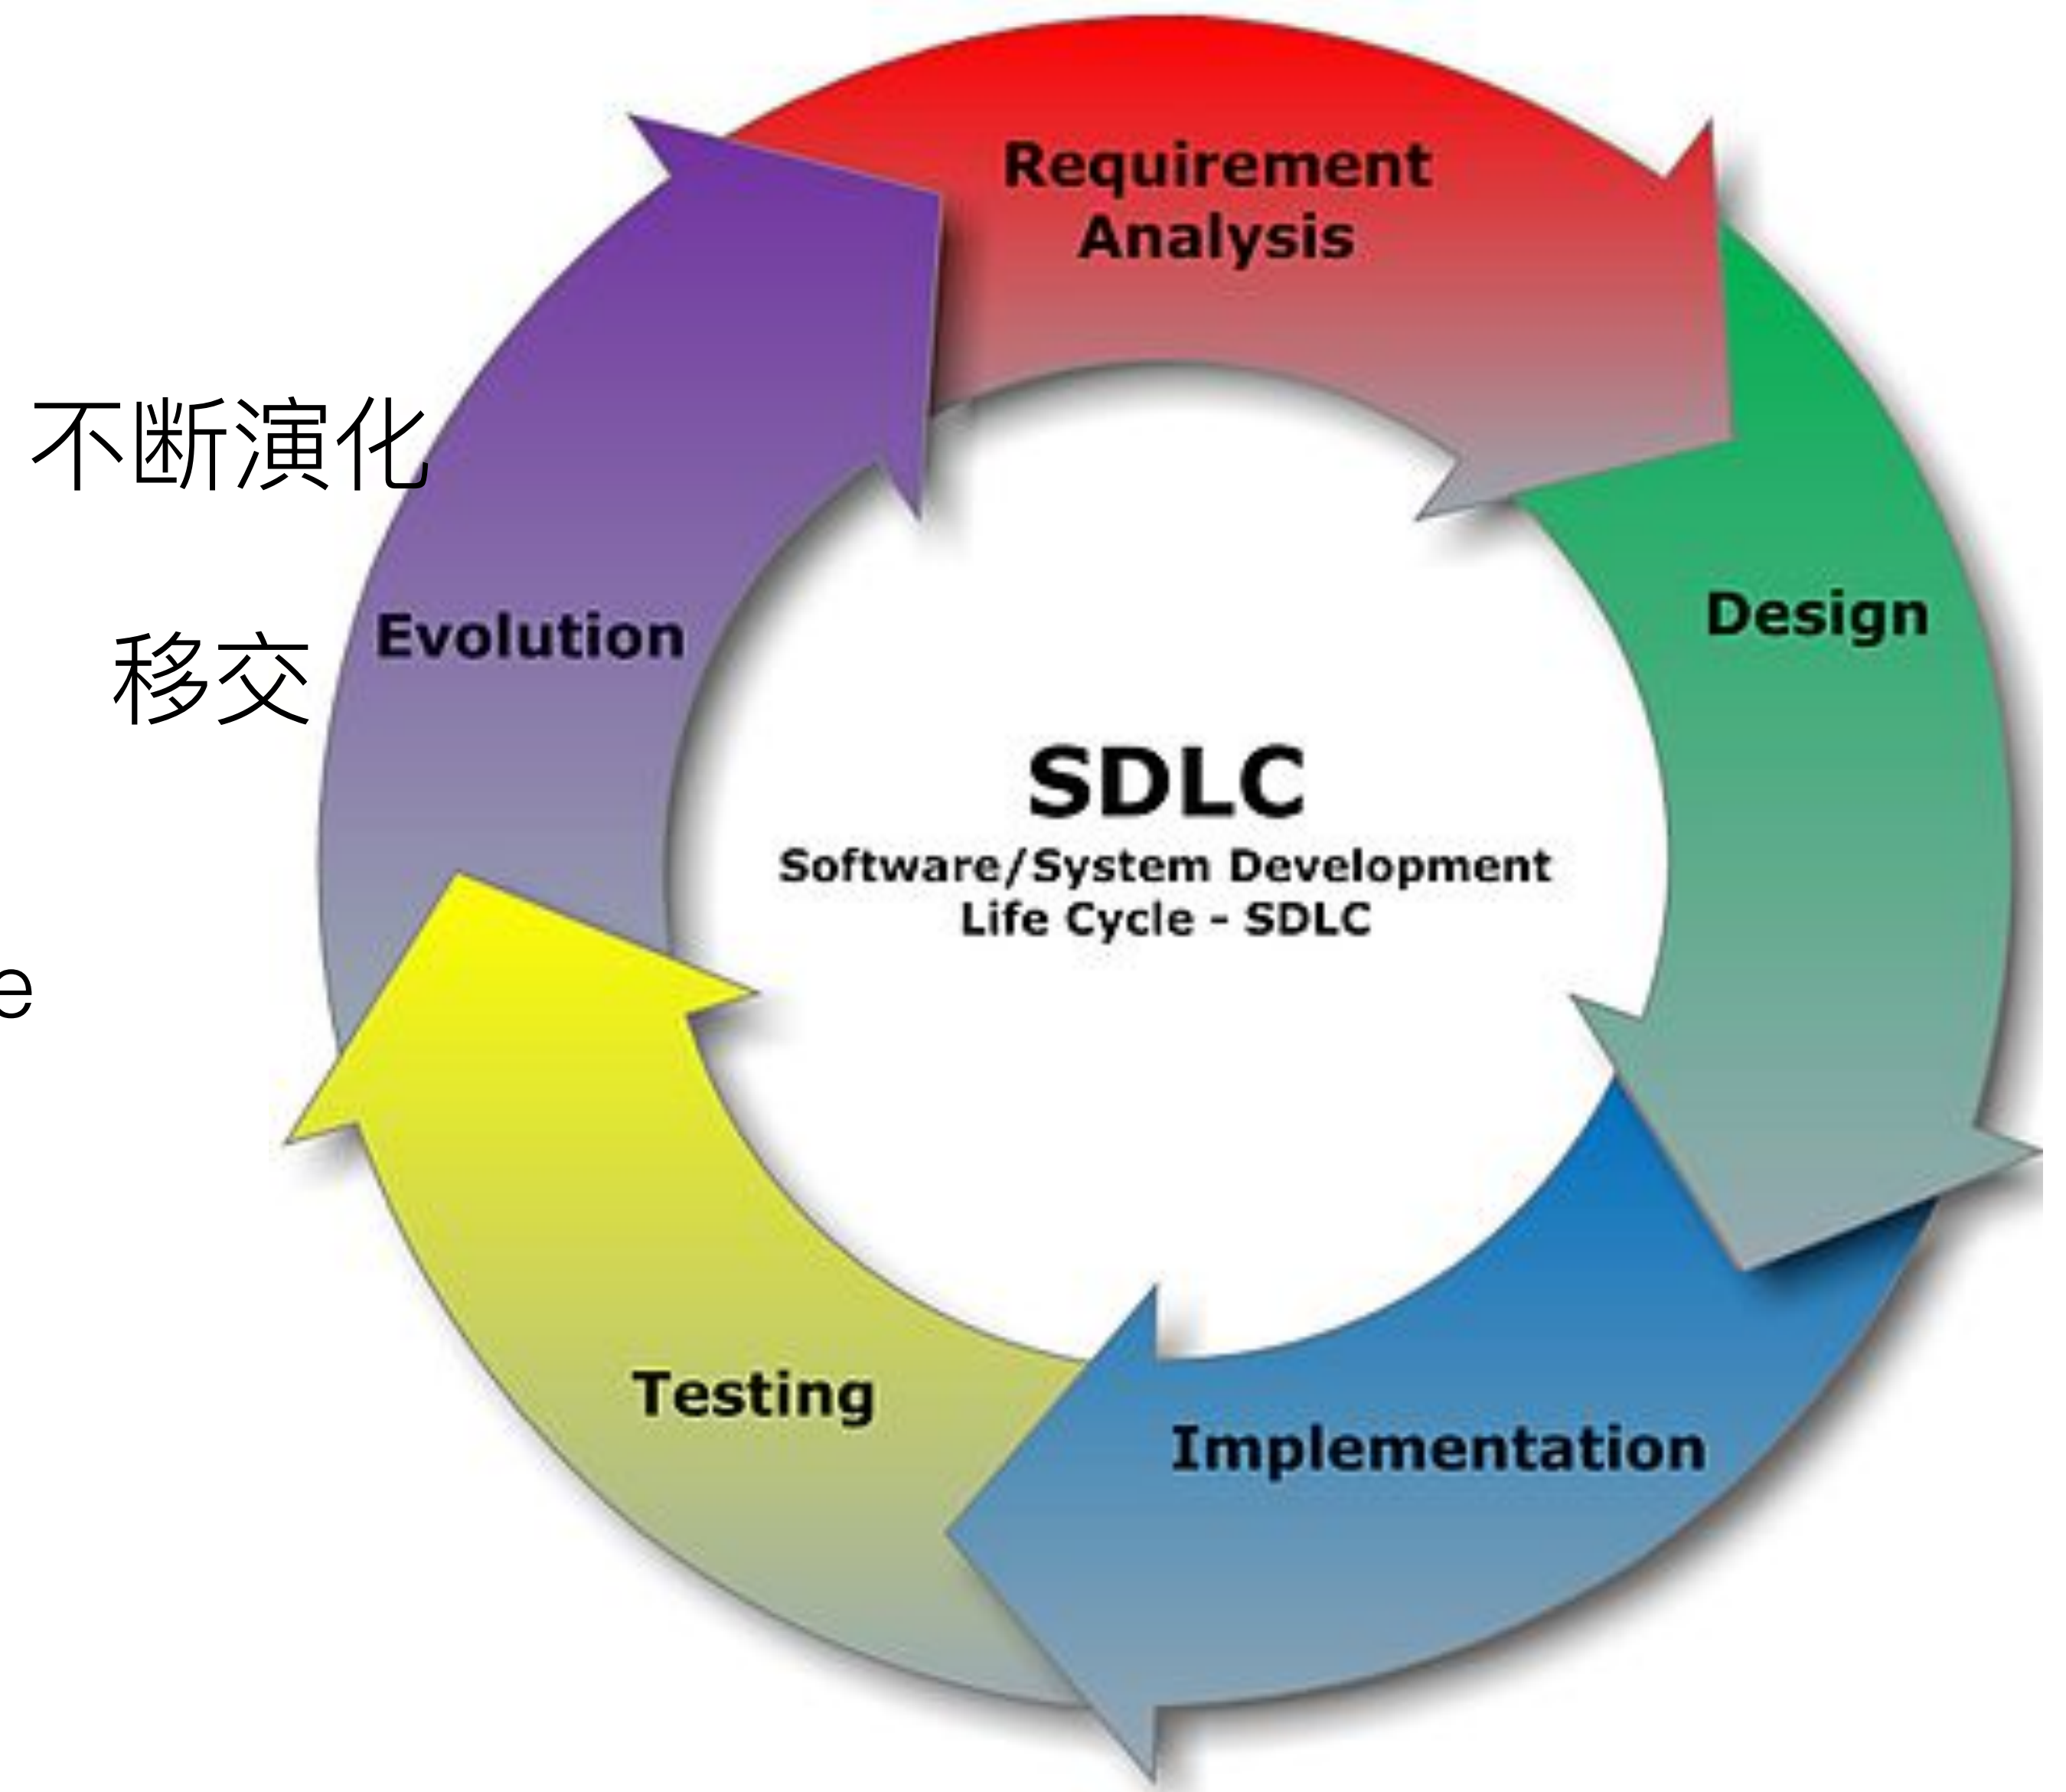 Requirement
Analysis
不断演化
Design
Evolution
移交
SDLC
Software/System Development
Life Cycle - SDLC
e
Testing
Implementation